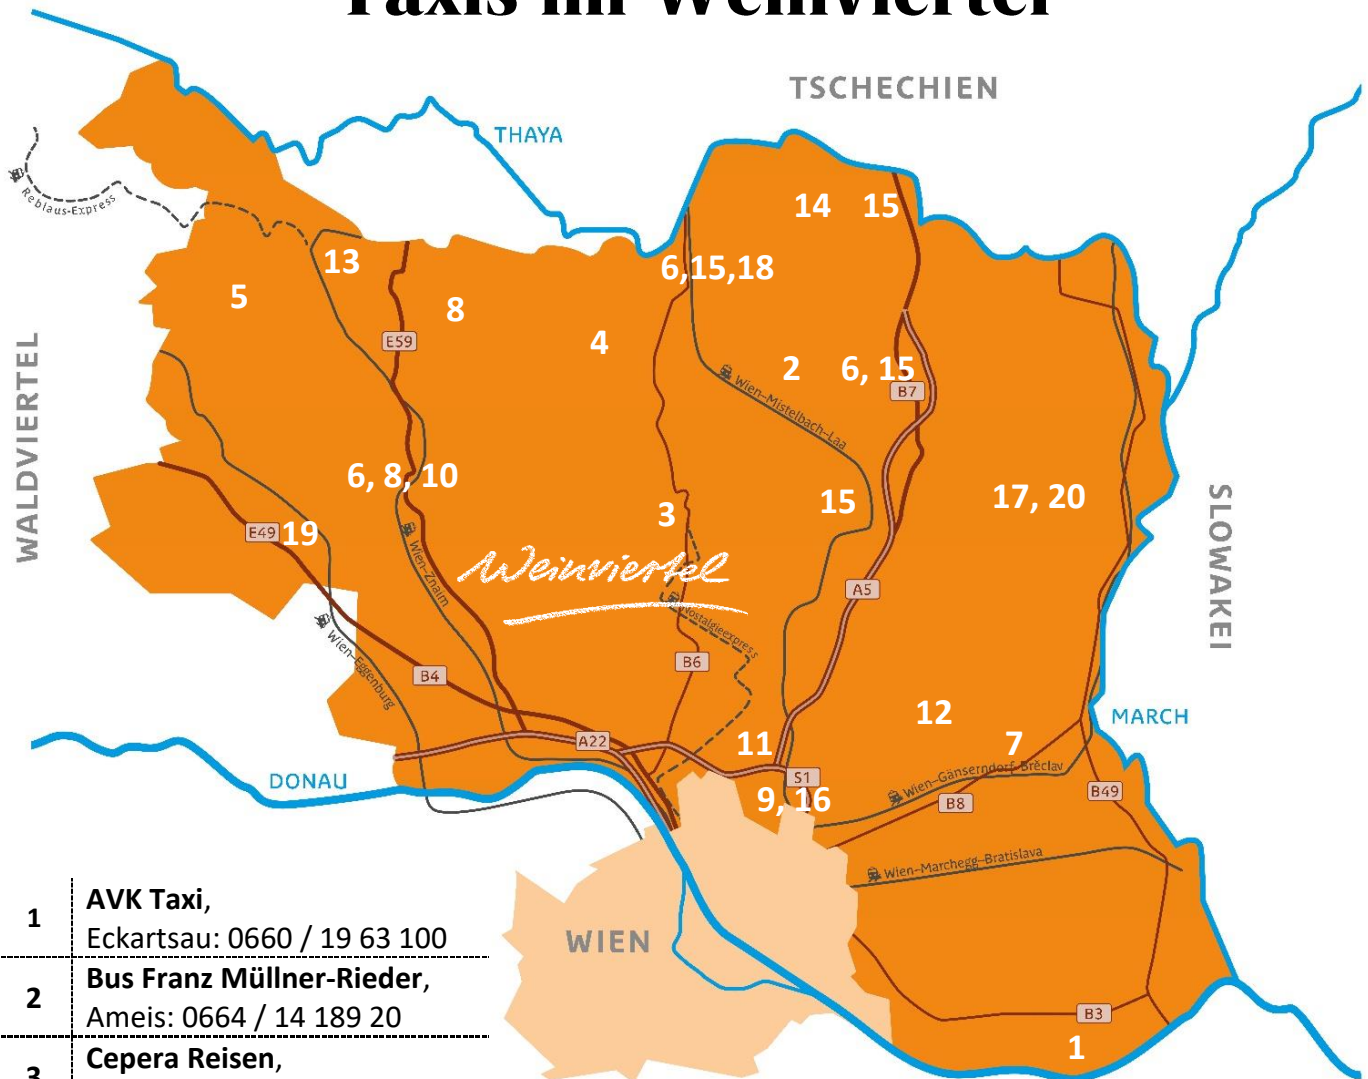 Taxis im Weinviertel
TSCHECHIEN
THAYA
Reblaus-Express
14 15
13
6,15,18
5
8
E59
4
WALDVIERTEL
2 6, 15
B7
Wien–Mistelbach–Laa
6, 8, 10
15
17, 20
3
SLOWAKEI
E49 19
Wien–Znaim
Weinviertel
A5
Nostalgieexpress
Wien–Eggenburg
B6
B4
12
MARCH
7
11
A22
Wien–Gänserndorf–Břeclav
DONAU
S1
9, 16
B8
B49
Wien–Marchegg–Bratislava
WIEN
B3
1
1 AVK Taxi,
Eckartsau: 0660 / 19 63 100
2 Bus Franz Müllner-Rieder,
Ameis: 0664 / 14 189 20
3 Cepera Reisen,